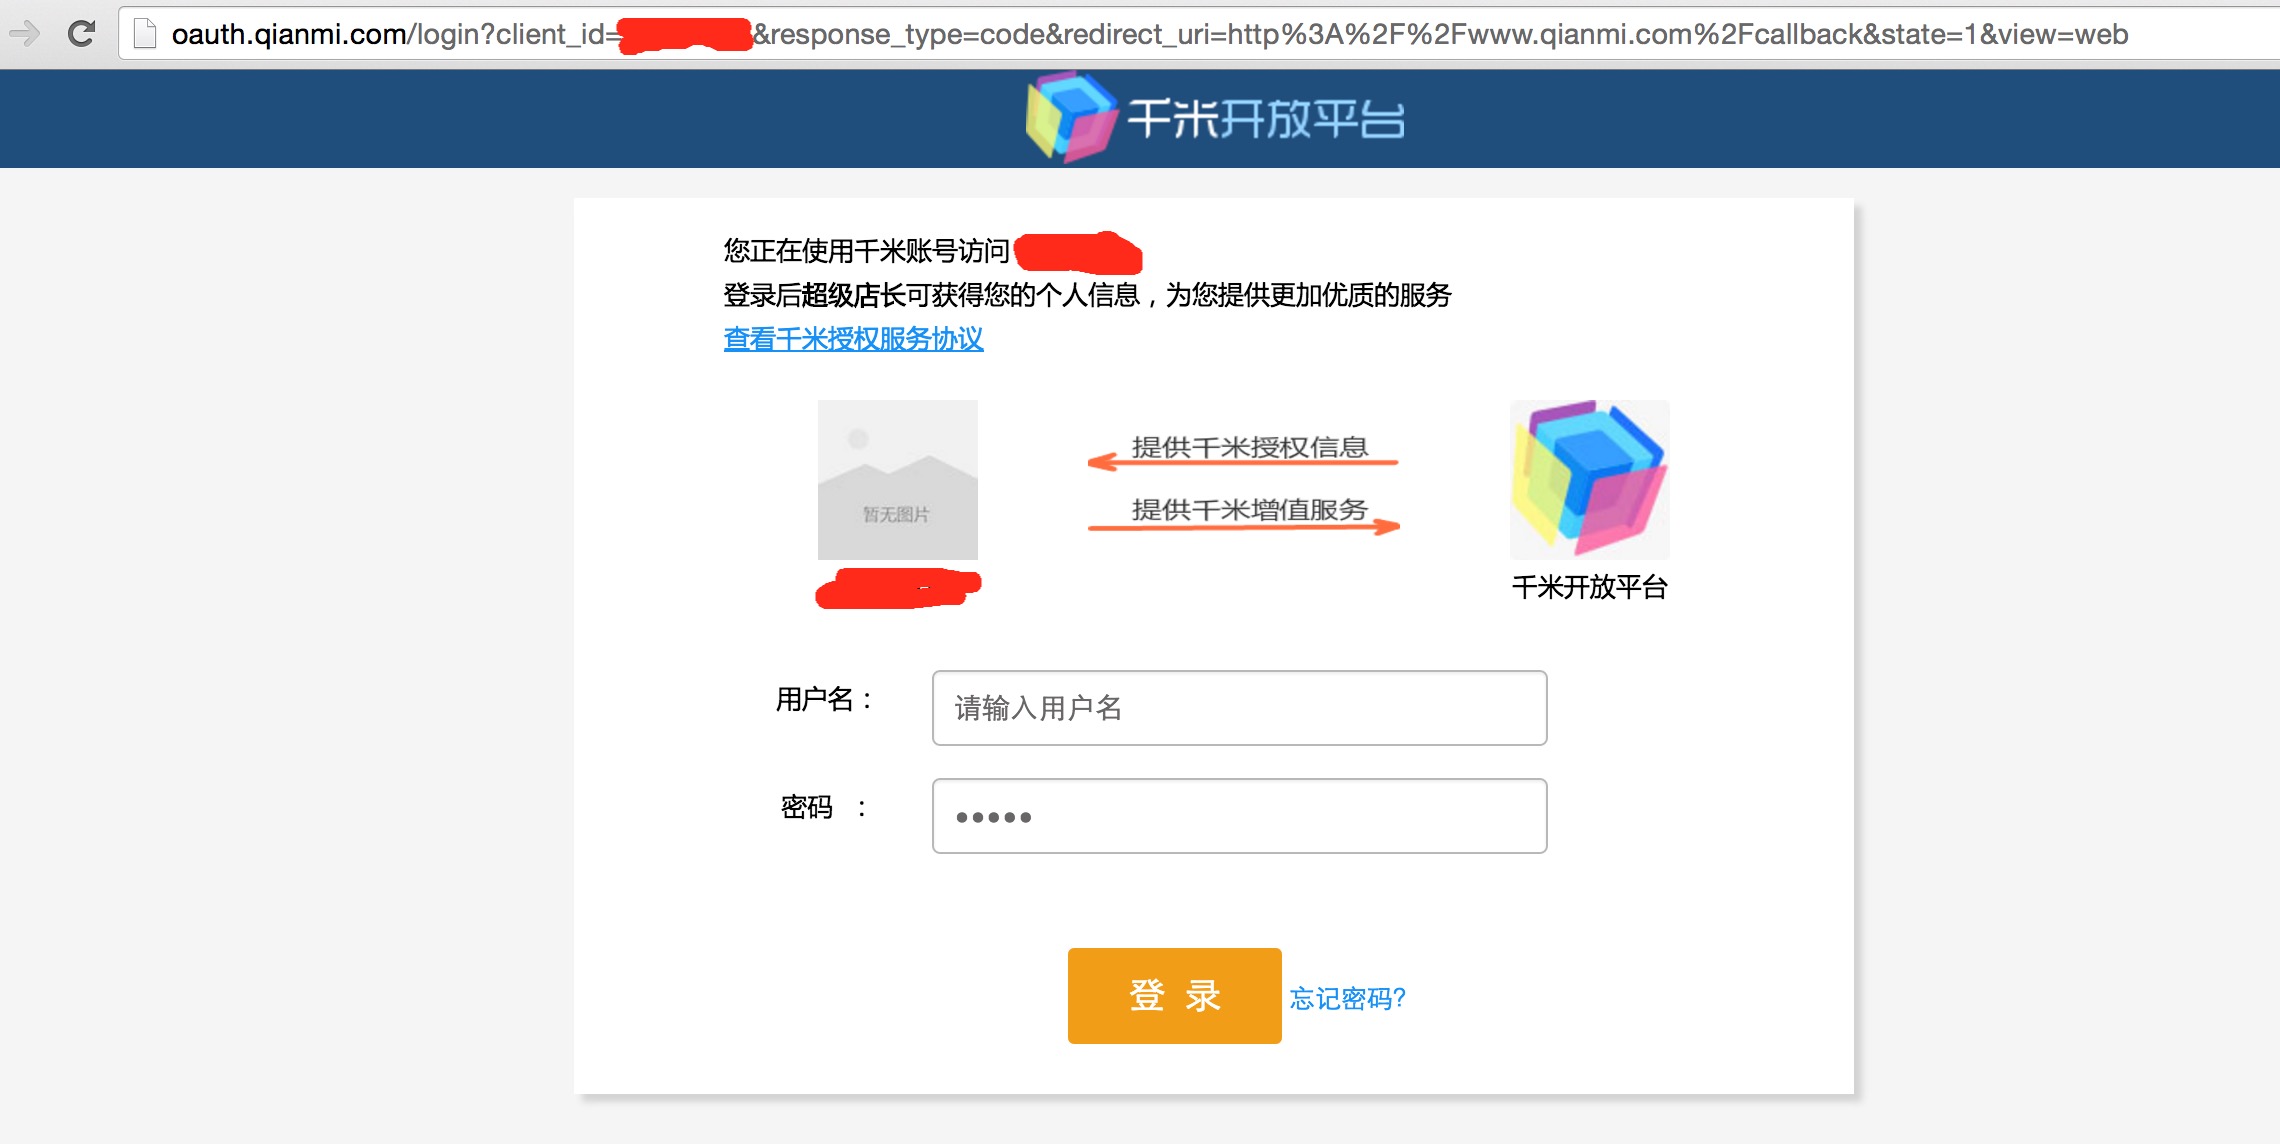 oauth.qianmi.com/login?client_id=
&response_type=code&redirect_uri=http%3A%2F%2Fwww.qianmi.com%2Fcallback&state=1&view=web
千米开放平台
您正在使用千米账号访问
登录后超级店长可获得您的个人信息，为您提供更加优质的服务
查看千米授权服务协议
提供千米授权信息
提供千米增值服务
暂无图片
千米开放平台
用户名：
请输入用户名
密码 ：
•••••
登 录
忘记密码?